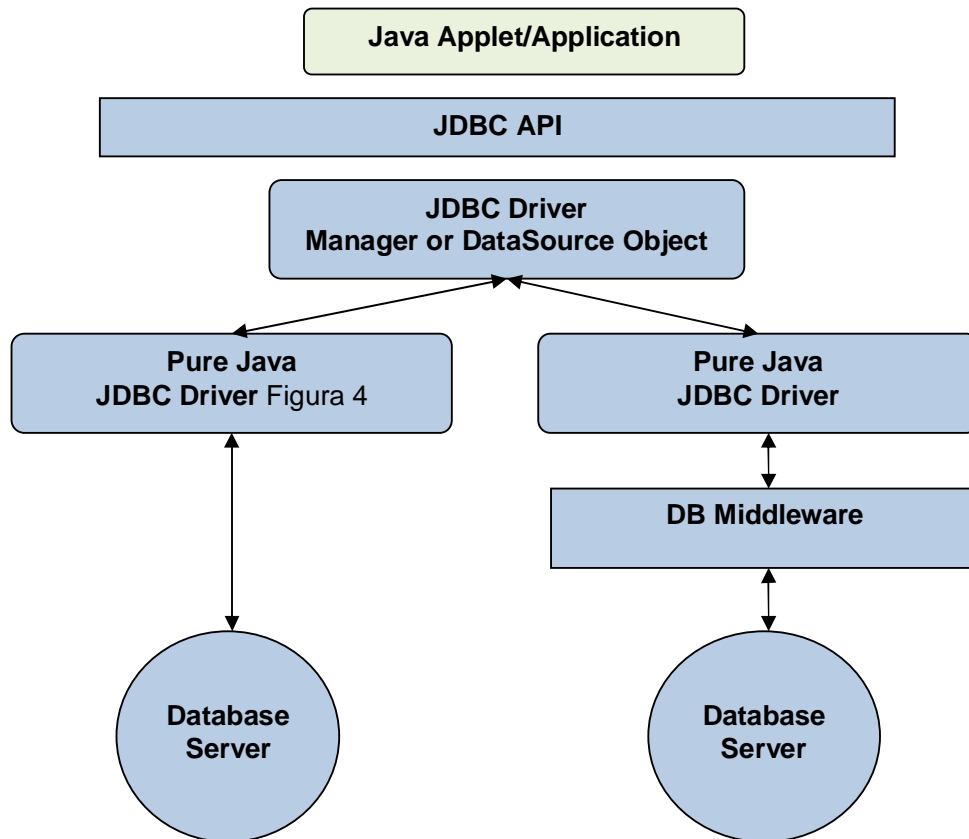 Java Applet/Application
JDBC API
JDBC Driver
Manager or DataSource Object
Pure Java
JDBC Driver Figura 4
Pure Java
JDBC Driver
DB Middleware
Database
Server
Database
Server